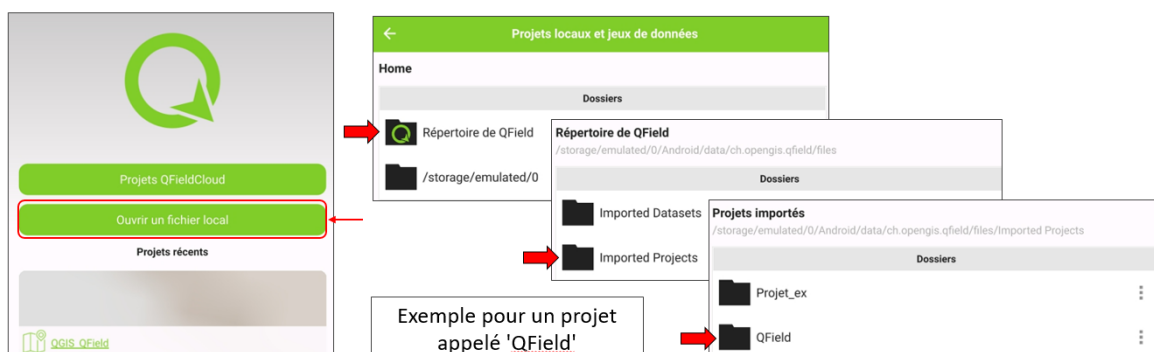 Projets QFieldCloud
Ouvrir un fichier local
Projets récents
QGIS_QField
Projets locaux et jeux de données
Home
Dossiers
Répertoire de QField
/storage/emulated/0
Répertoire de QField
/storage/emulated/0/Android/data/ch.opengis.qfield/files
Dossiers
Imported Datasets
Imported Projects
Projets importés
/storage/emulated/0/Android/data/ch.opengis.qfield/files/Imported Projects
Dossiers
Projet_ex
QField
Exemple pour un projet
appelé 'QField'